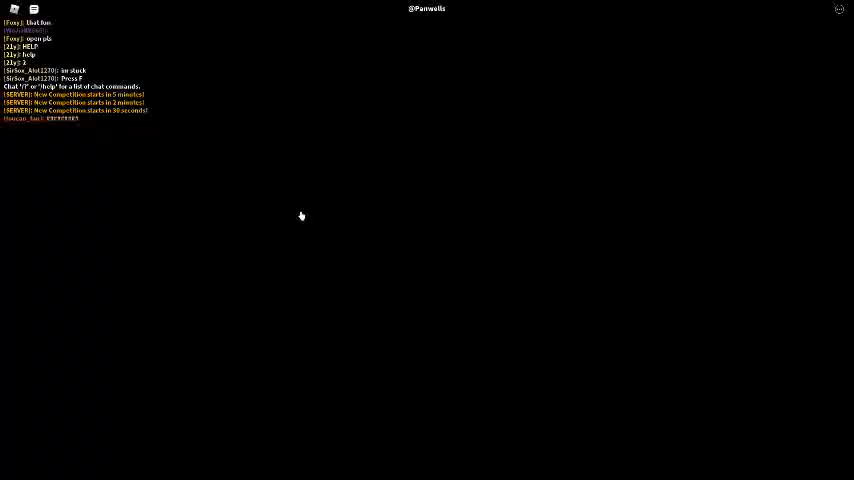 @Panwells
[Foxy]: that fun
[Foxy]: open pls
[21y]: HELP
[21y]: help
[21y]: 2
[SirSox_Alot1270]: im stuck
[SirSox_Alot1270]: Press F
Chat '/?' or '/help' for a list of chat commands.
[SERVER]: New Competition starts in 5 minutes!
[SERVER]: New Competition starts in 2 minutes!
[SERVER]: New Competition starts in 30 seconds!